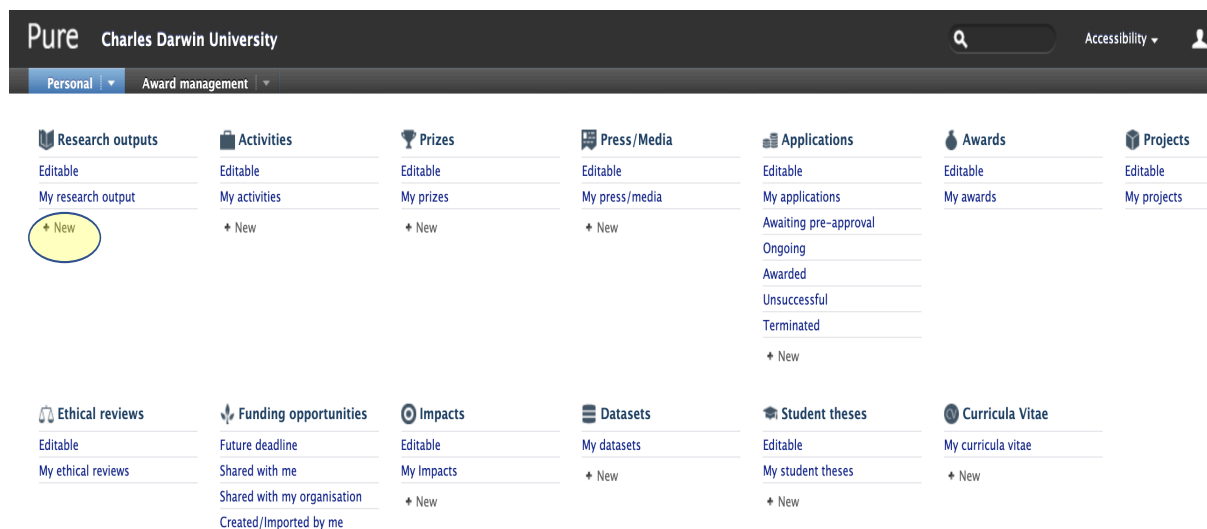 Pure Charles Darwin University Accessibility
Personal Award management
Research outputs
Editable
My research output
+ New
Activities
Editable
My activities
+ New
Prizes
Editable
My prizes
+ New
Press/Media
Editable
My press/media
+ New
Applications
Editable
My applications
Awaiting pre-approval
Ongoing
Awarded
Unsuccessful
Terminated
+ New
Awards
Editable
My awards
Projects
Editable
My projects
Ethical reviews
Editable
My ethical reviews
Funding opportunities
Future deadline
Shared with me
Shared with my organisation
Created/Imported by me
Impacts
Editable
My Impacts
+ New
Datasets
My datasets
+ New
Student theses
Editable
My student theses
+ New
CV Curricula Vitae
My curricula vitae
+ New